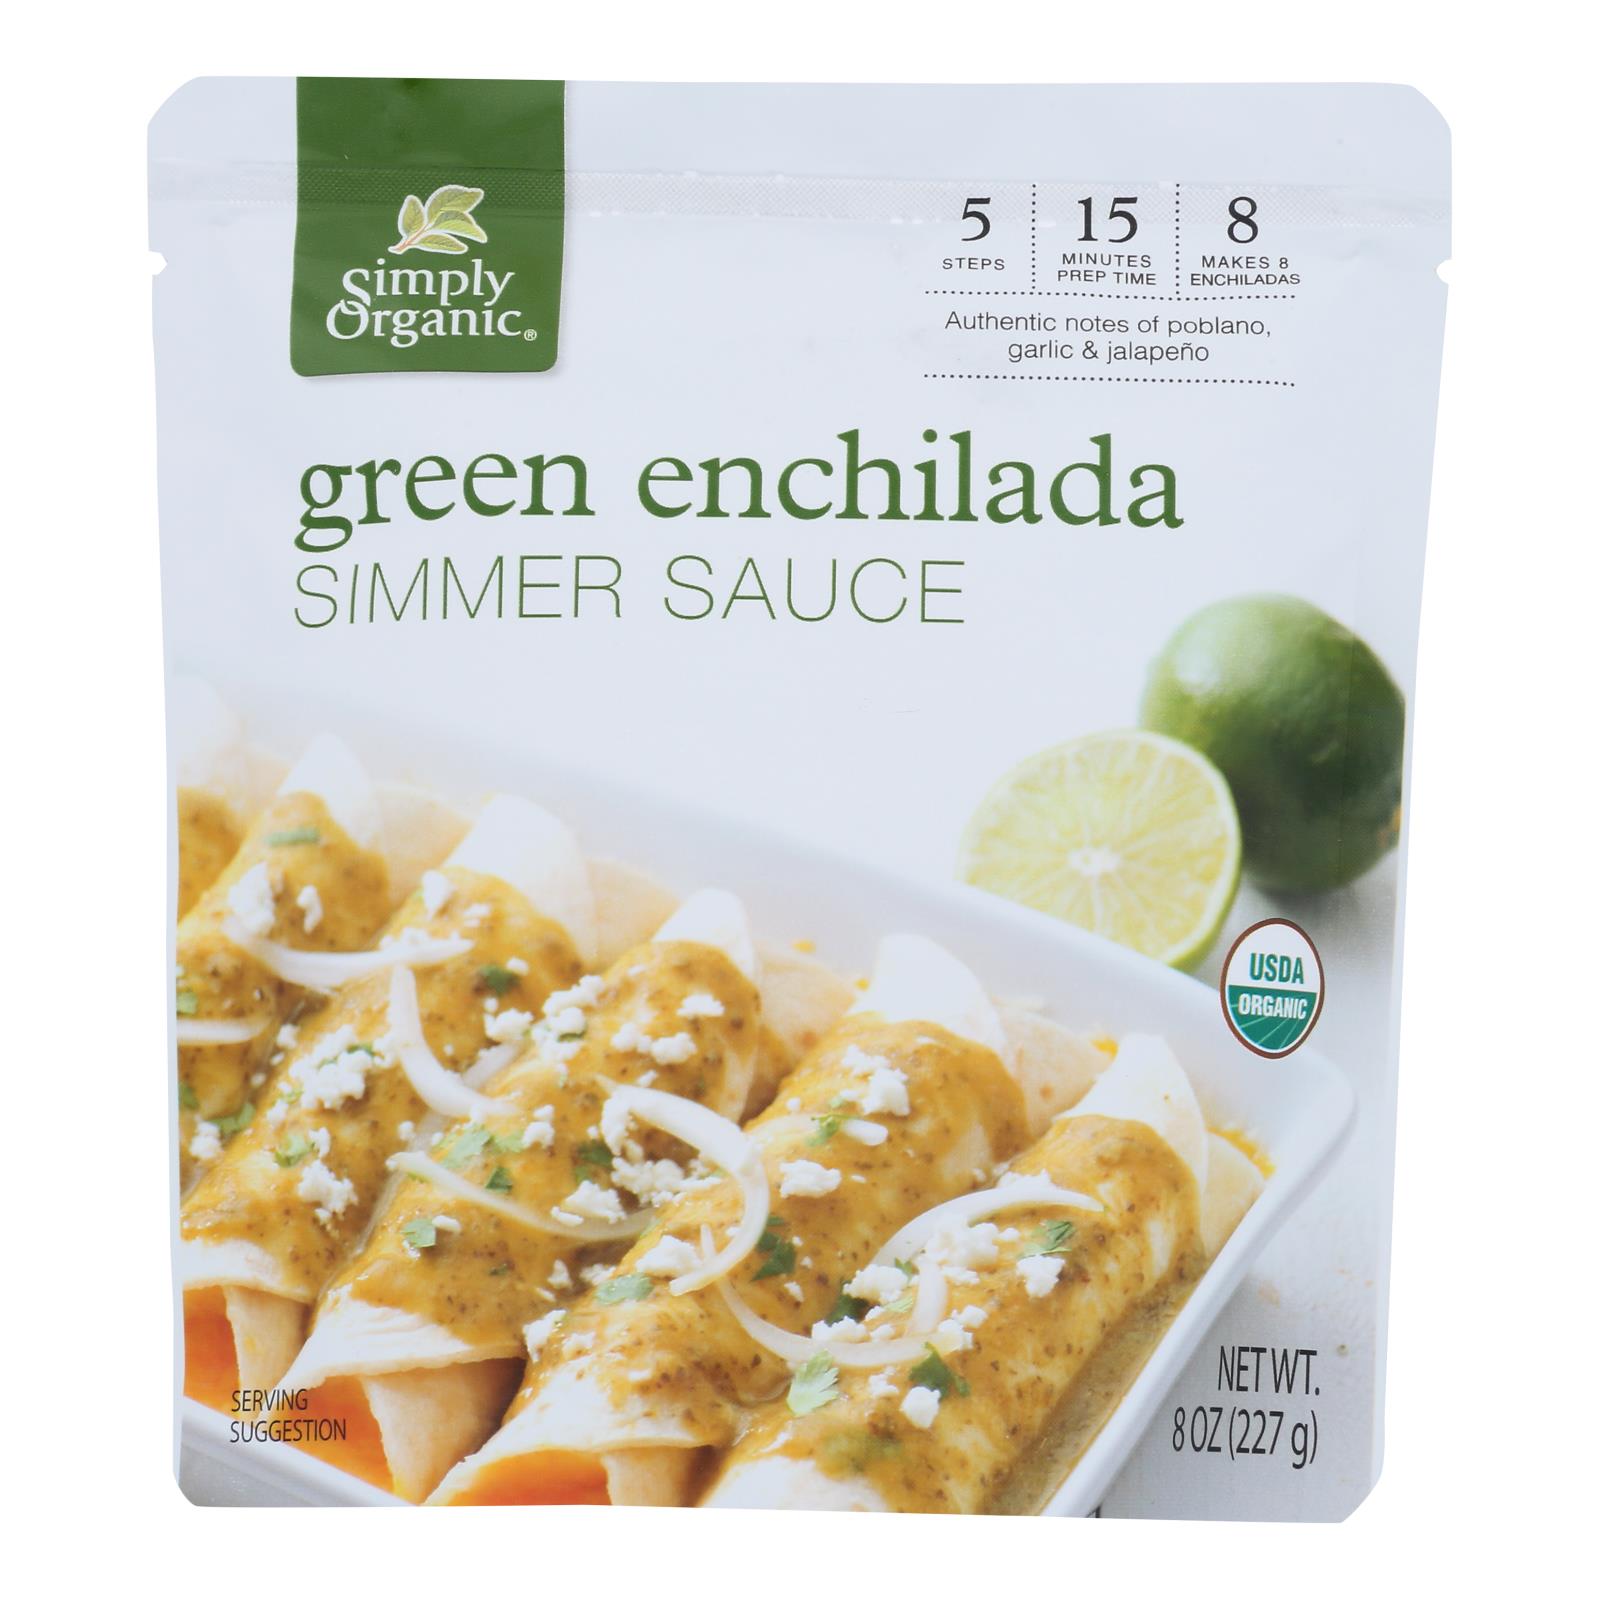 Simply
Organic®
5
STEPS
15
MINUTES
PREP TIME
8
MAKES 8
ENCHILADAS
Authentic notes of poblano,
garlic & jalapeño
green enchilada
SIMMER SAUCE
USDA
ORGANIC
SERVING
SUGGESTION
NET WT.
8 OZ (227 g)